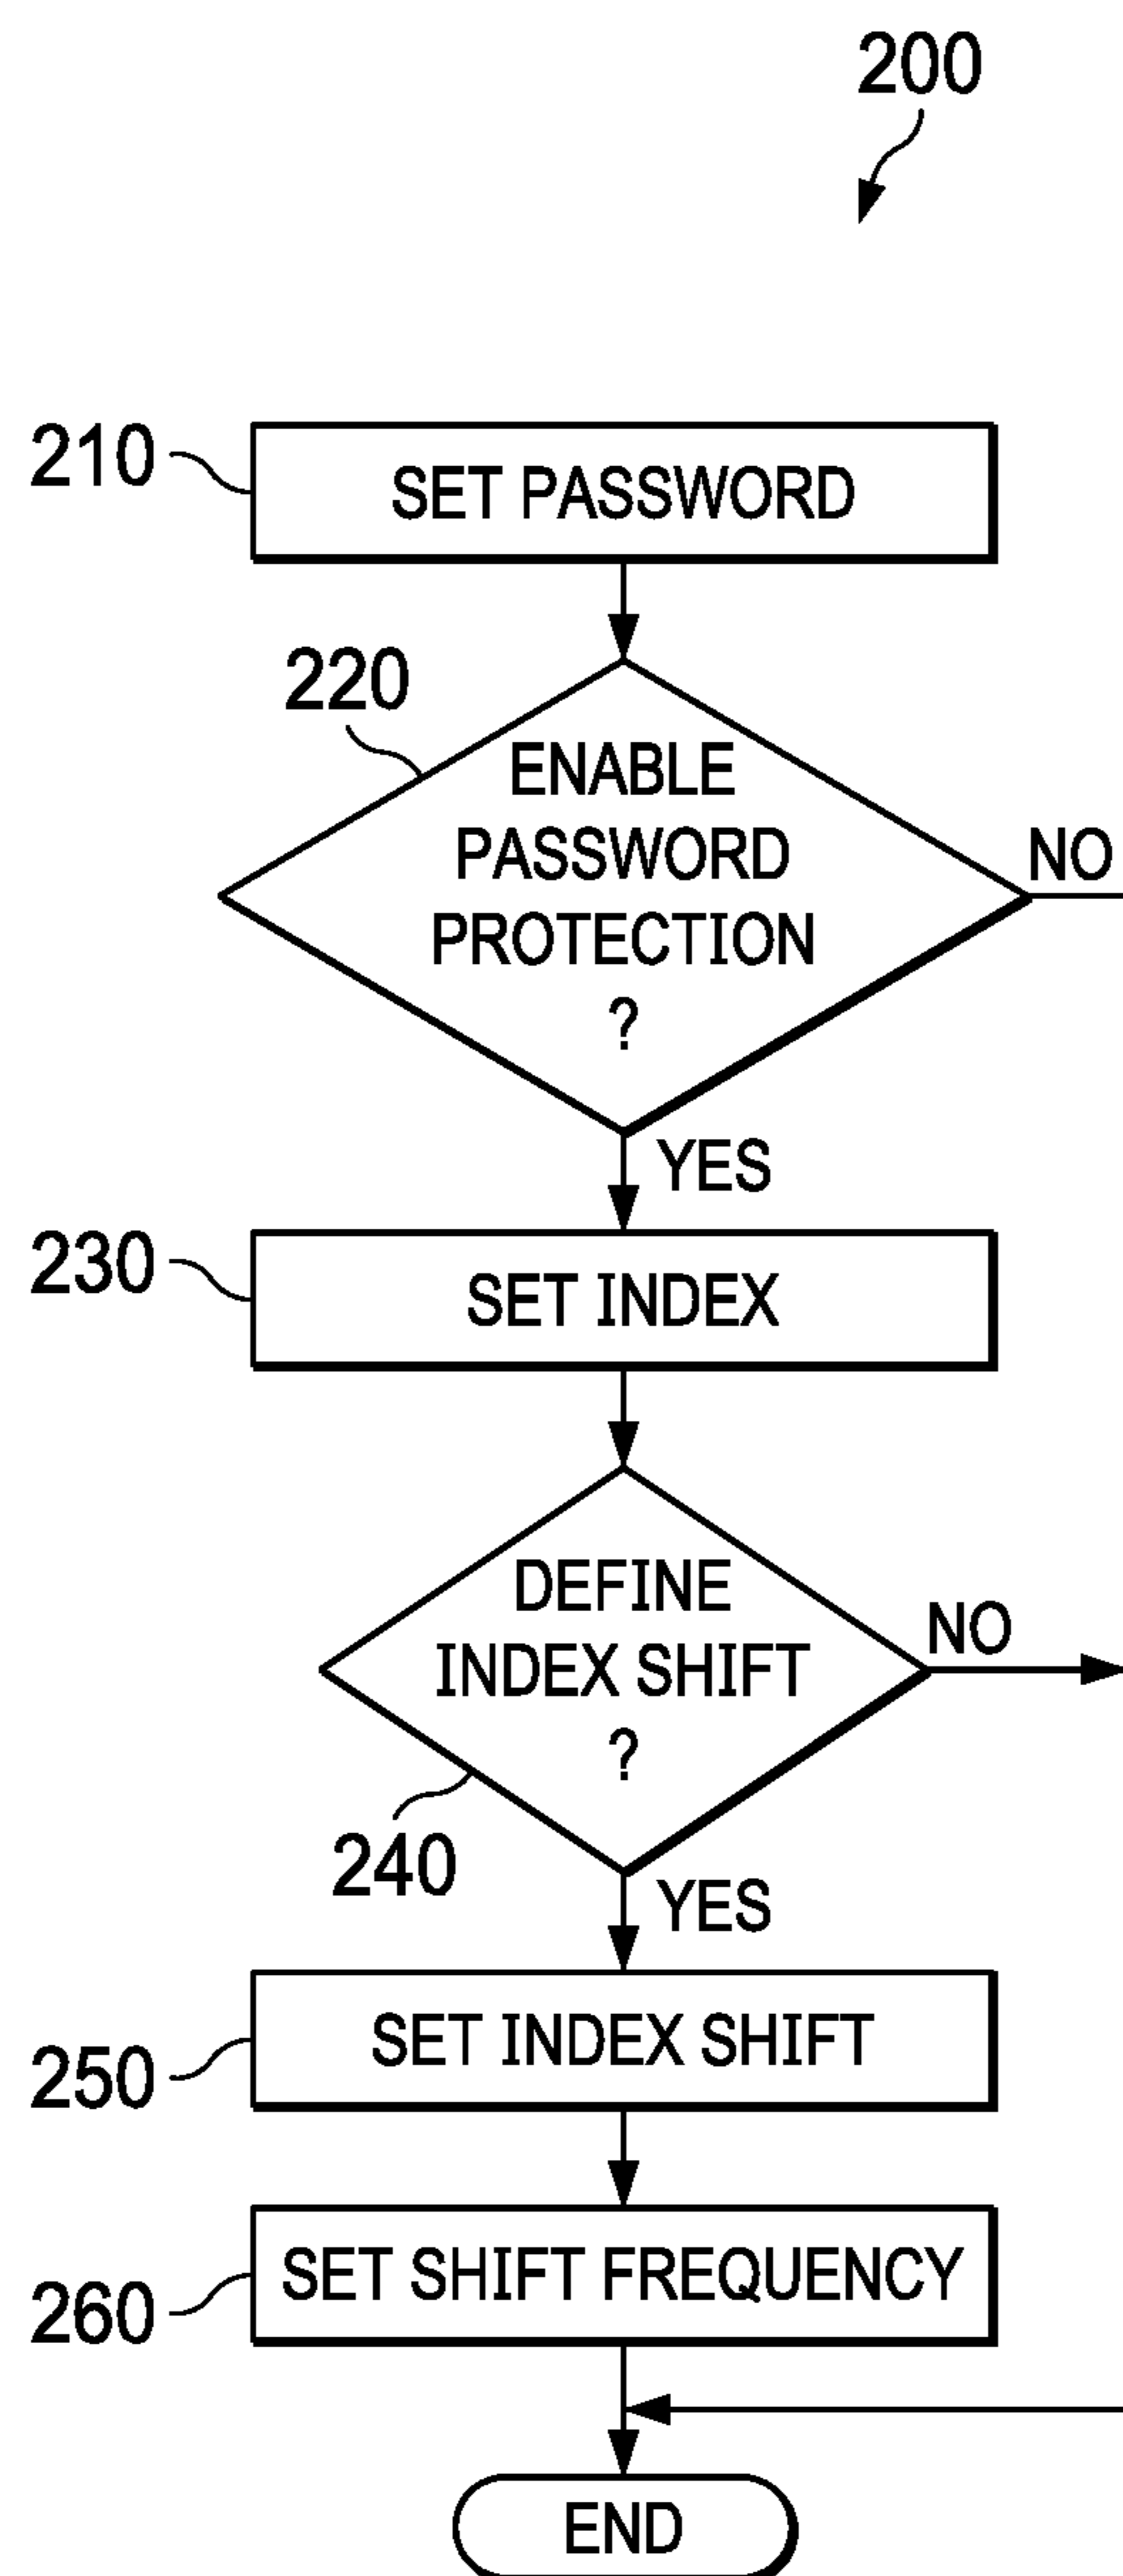 200
210
SET PASSWORD
220
ENABLE
PASSWORD
PROTECTION
?
NO
YES
230
SET INDEX
DEFINE
INDEX SHIFT
?
NO
240
YES
250
SET INDEX SHIFT
260
SET SHIFT FREQUENCY
END